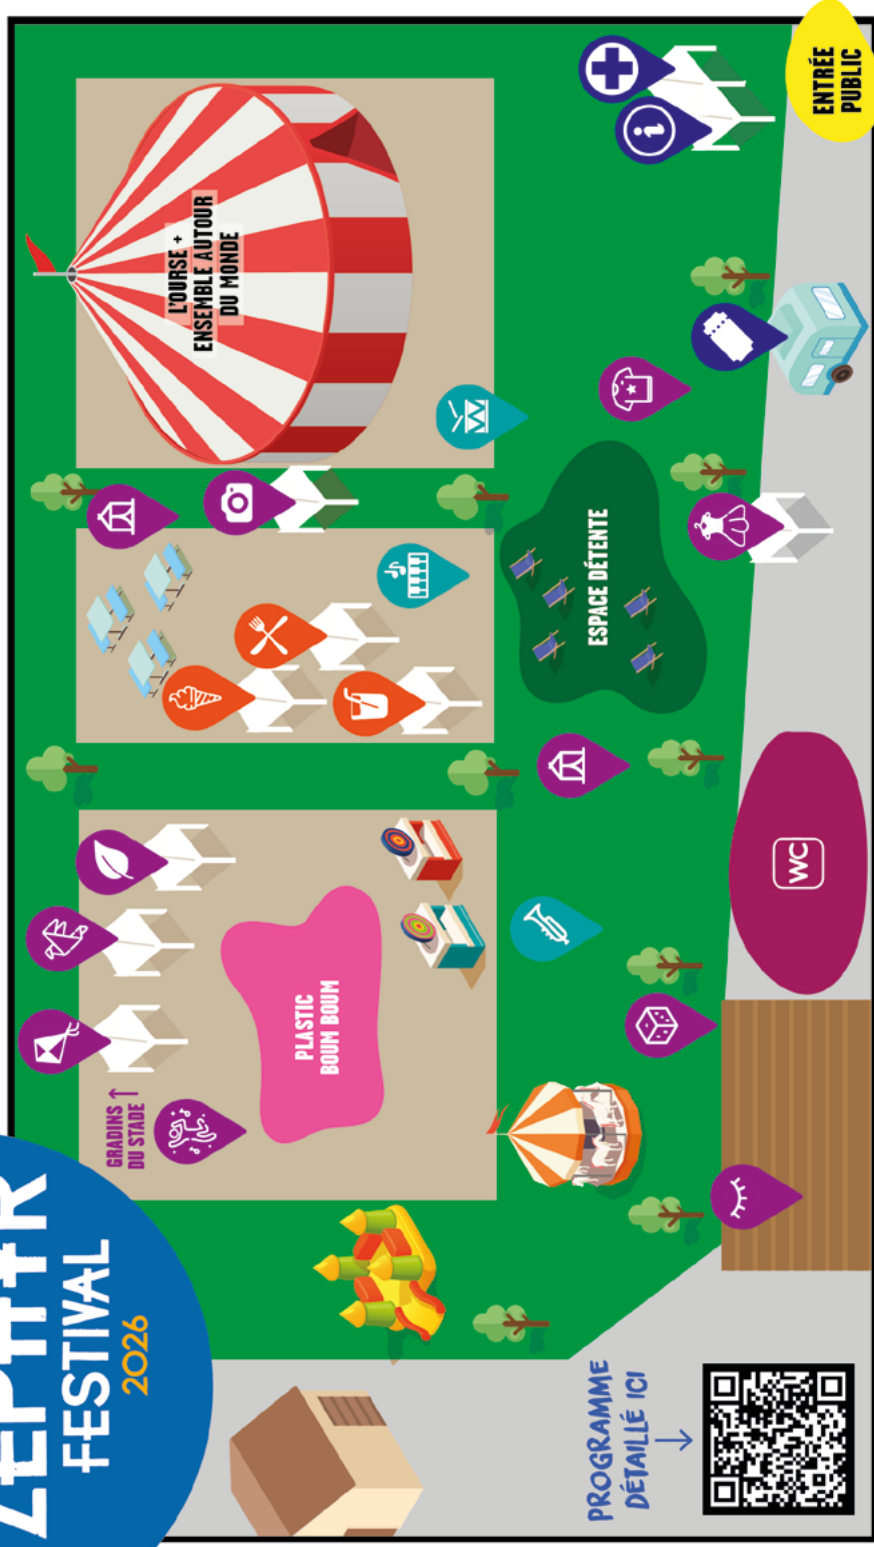 FESTIVAL
2026
GRADINS
DU STADE
PLASTIC
BOUM BOUM
L'OURSE +
ENSEMBLE AUTOUR
DU MONDE
ESPACE DÉTENTE
PROGRAMME
DÉTAILLÉ ICI
WC
i
ENTRÉE
PUBLIC